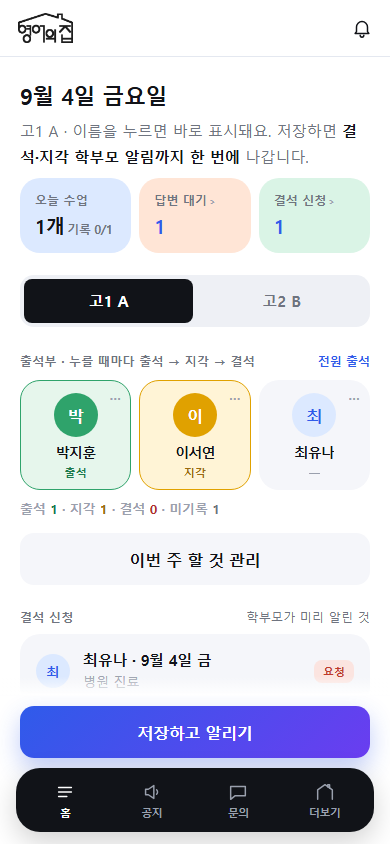 영어의집
9월 4일 금요일
고1 A · 이름을 누르면 바로 표시돼요. 저장하면 결
석·지각 학부모 알림까지 한 번에 나갑니다.
오늘 수업
1개 기록 0/1
답변 대기 >
1
결석 신청 >
1
고1 A
고2 B
출석부 · 누를 때마다 출석 → 지각 → 결석
전원 출석
박
박지훈
출석
이
이서연
지각
최
최유나
—
출석 1 · 지각 1 · 결석 0 · 미기록 1
이번 주 할 것 관리
결석 신청
학부모가 미리 알린 것
최
최유나 · 9월 4일 금
병원 진료
요청
저장하고 알리기
홈
공지
문의
더보기